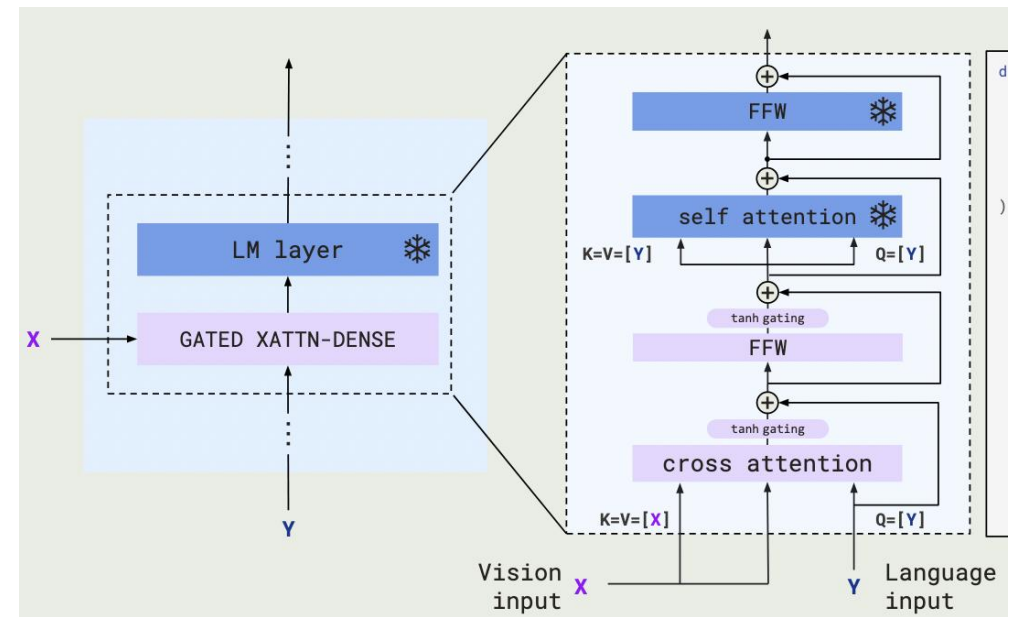 LM layer
X
GATED XATTN-DENSE
Y
FFW
self attention
K=V=[Y]
Q=[Y]
tanh gating
FFW
tanh gating
cross attention
K=V=[X]
Q=[Y]
Vision
input
X
Y
Language
input
d
)